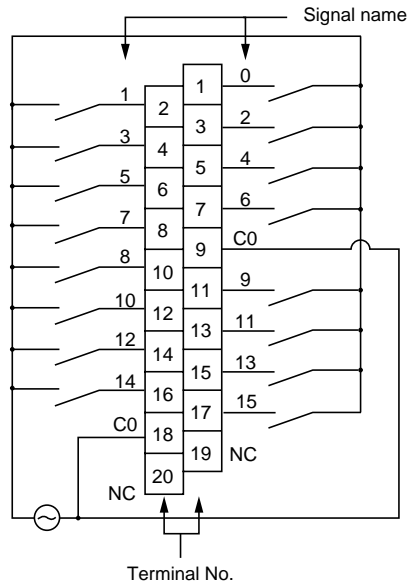 Signal name
1 0
2 1
3 3 2
4 5 4
5 6 7 6
7 8 9 C0
8 10 11 9
10 12 13 11
12 14 15 13
14 16 17 15
C0 18 19 NC
NC 20
Terminal No.